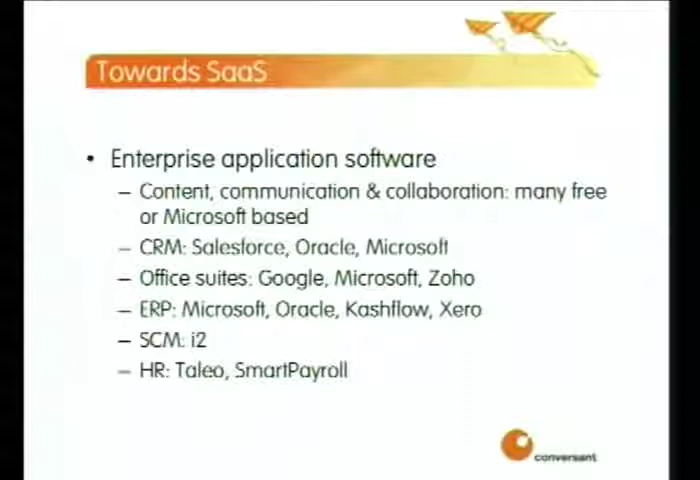 Towards SaaS
• Enterprise application software
– Content, communication & collaboration: many free
or Microsoft based
– CRM: Salesforce, Oracle, Microsoft
– Office suites: Google, Microsoft, Zoho
– ERP: Microsoft, Oracle, Kashflow, Xero
– SCM: i2
– HR: Taleo, SmartPayroll
conversant